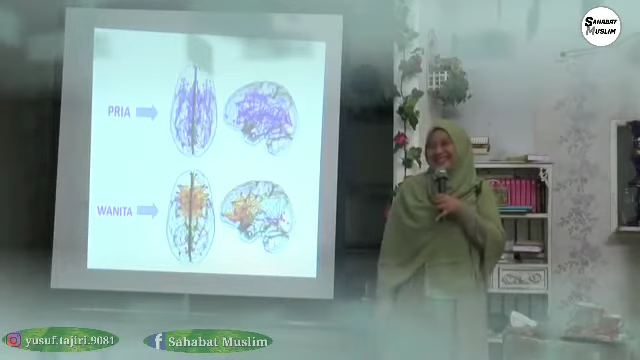 SAHABAT
MUSLIM
PRIA
WANITA
yusuf.tajiri.9081
Sahabat Muslim